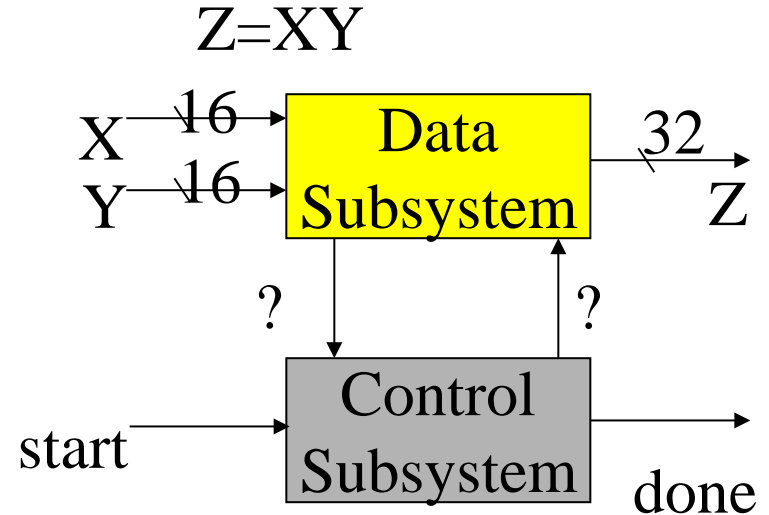 Z=XY
X
16
Data
Subsystem
32
Y
16
Z
?
?
Control
Subsystem
start
done